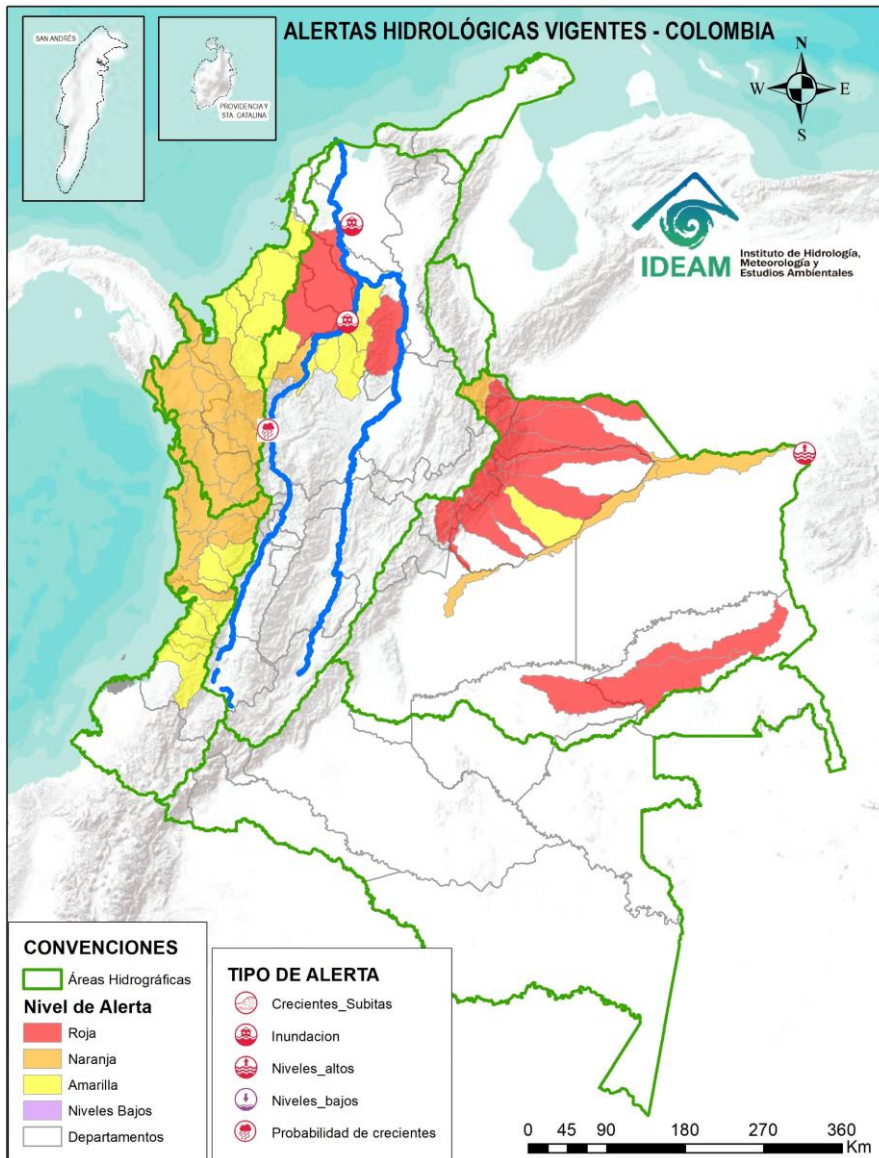 ALERTAS HIDROLÓGICAS VIGENTES - COLOMBIA
SAN ANDRÉS
PROVIDENCIA Y
STA. CATALINA
N
W
E
S
IDEAM
Instituto de Hidrología,
Meteorología y
Estudios Ambientales
CONVENCIONES
Áreas Hidrográficas
Nivel de Alerta
Roja
Naranja
Amarilla
Niveles Bajos
Departamentos
TIPO DE ALERTA
Crecientes_Subitas
Inundacion
Niveles_altos
Niveles_bajos
Probabilidad de crecientes
0 45 90 180 270 360
Km